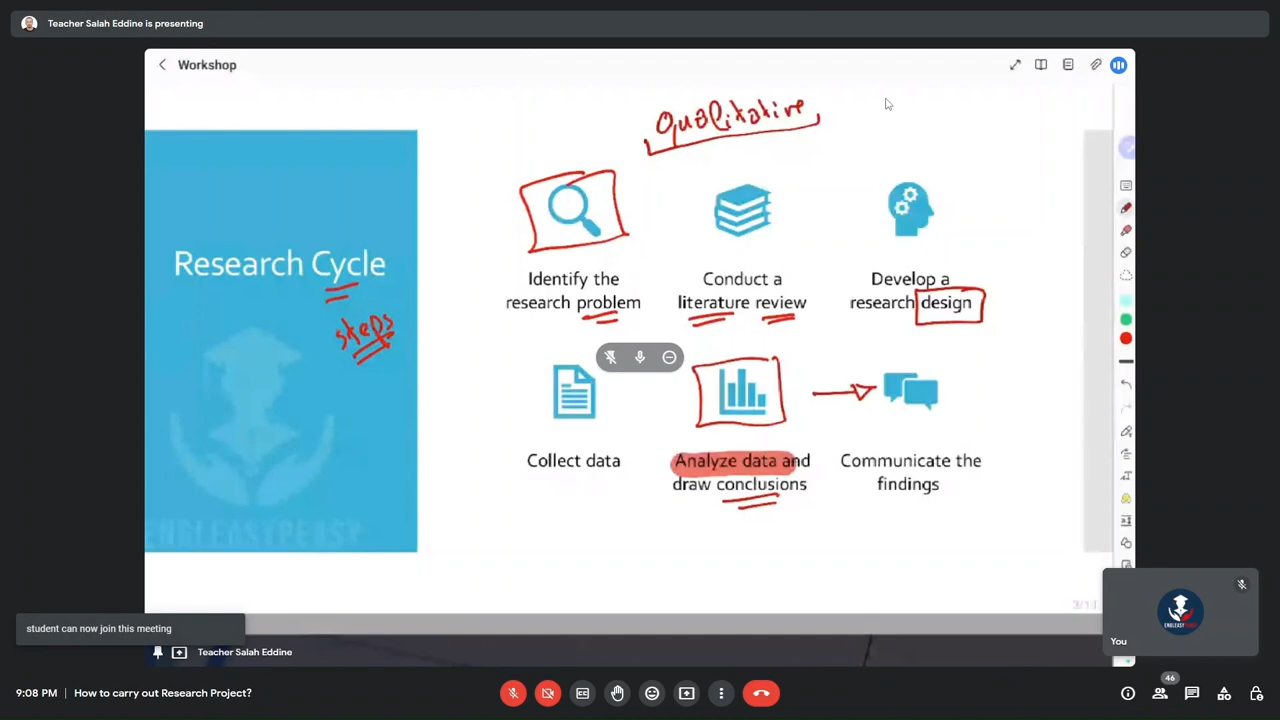 Teacher Salah Eddine is presenting
Workshop
Qualitative
Research Cycle
steps
Identify the
research problem
Conduct a
literature review
Develop a
research design
Collect data
Analyze data and
draw conclusions
Communicate the
findings
ENGLEASYPEASY
student can now join this meeting
You
Teacher Salah Eddine
9:08 PM | How to carry out Research Project?
46